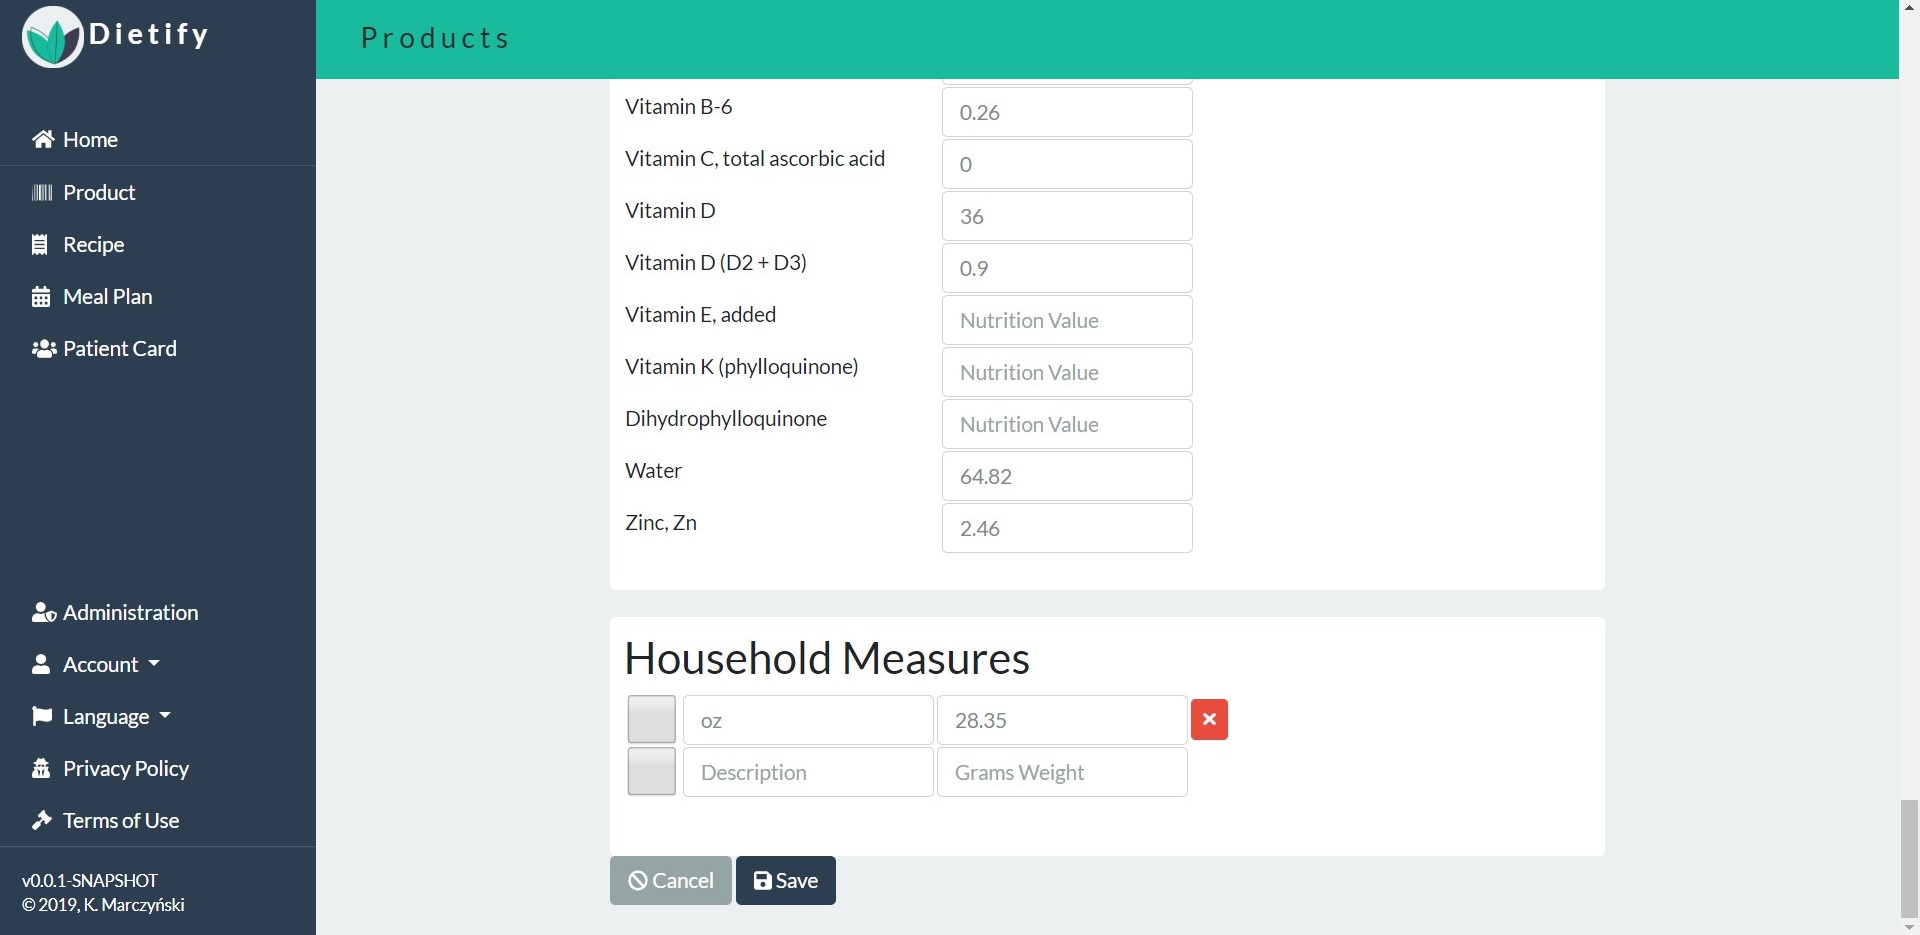 Dietify
Products
Home
Product
Recipe
Meal Plan
Patient Card
Administration
Account
Language
Privacy Policy
Terms of Use
v0.0.1-SNAPSHOT
© 2019, K. Marczyński
Vitamin B-6 0.26
Vitamin C, total ascorbic acid 0
Vitamin D 36
Vitamin D (D2 + D3) 0.9
Vitamin E, added Nutrition Value
Vitamin K (phylloquinone) Nutrition Value
Dihydrophylloquinone Nutrition Value
Water 64.82
Zinc, Zn 2.46
Household Measures
oz 28.35
Description Grams Weight
Cancel Save